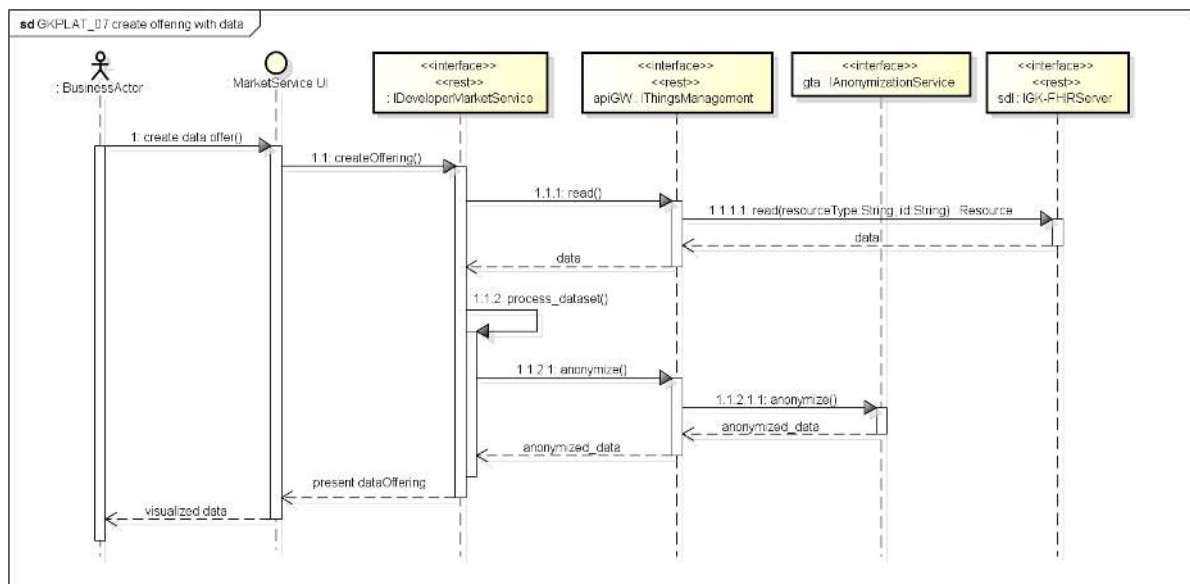 sd GKPLAT_07 create offering with data
: BusinessActor
: MarketService UI
<<interface>>
<<rest>>
: IDeveloperMarketService
<<interface>>
<<rest>>
apiGW : IThingsManagement
<<interface>>
gta : IAnonymizationService
<<interface>>
<<rest>>
sdl : IGK-FHIRServer
1: create data offer()
1.1: createOffering()
1.1.1: read()
1.1.1.1: read(resourceType:String, id:String) : Resource
data
data
1.1.2: process_dataset()
1.1.2.1: anonymize()
1.1.2.1.1: anonymize()
anonymized_data
anonymized_data
present dataOffering
visualized data